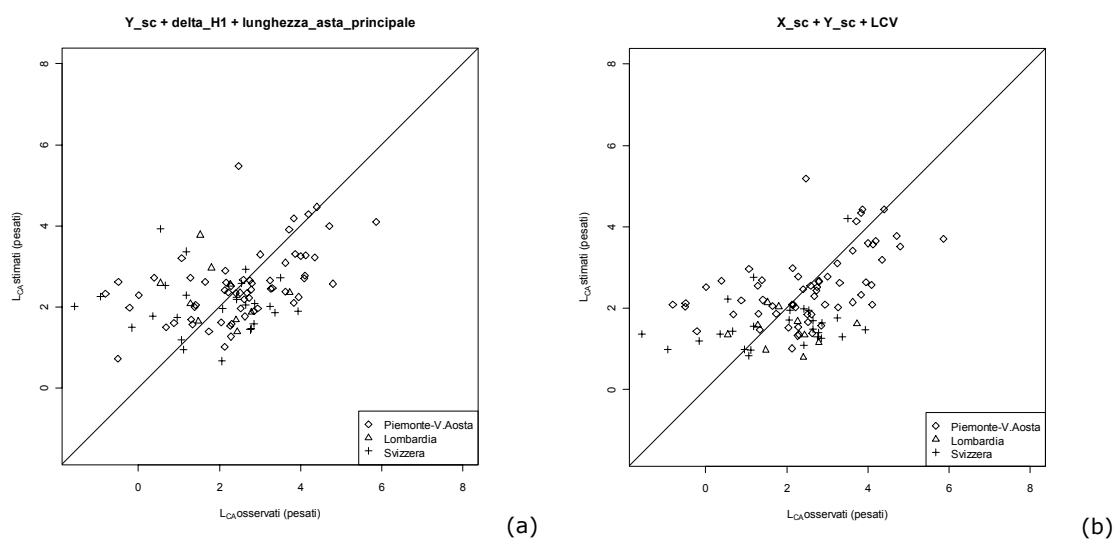 Y_sc + delta_H1 + lunghezza_asta_principale
L_CA stimati (pesati)
8
6
4
2
0
0 2 4 6 8
L_CA osservati (pesati)
Piemonte-V.Aosta
Lombardia
Svizzera
(a)
X_sc + Y_sc + LCV
L_CA stimati (pesati)
8
6
4
2
0
0 2 4 6 8
L_CA osservati (pesati)
Piemonte-V.Aosta
Lombardia
Svizzera
(b)